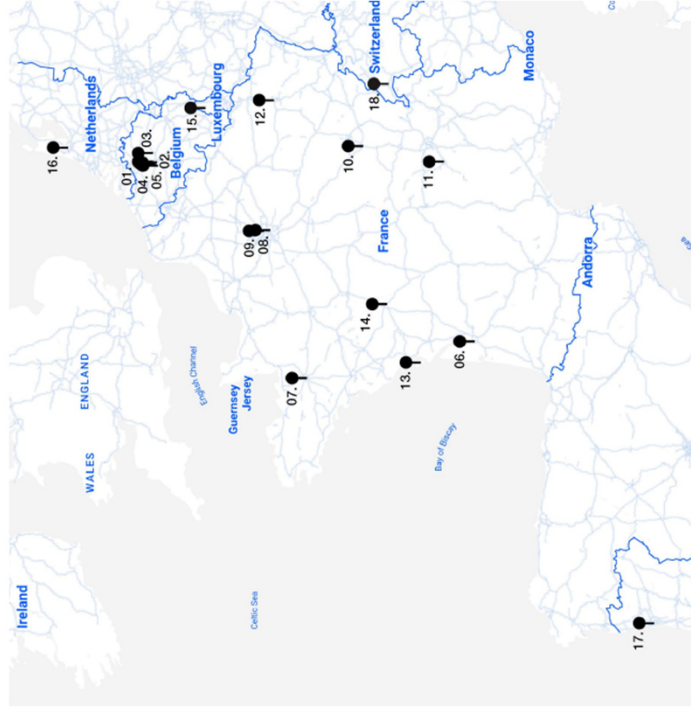 Ireland
WALES
ENGLAND
Netherlands
16.
Celtic Sea
English Channel
Guernsey
Jersey
01.
04.
05.
02.
03.
Belgium
15.
Luxembourg
07.
09.
08.
12.
Bay of Biscay
13.
14.
France
10.
18.
Switzerland
06.
11.
Monaco
Andorra
17.